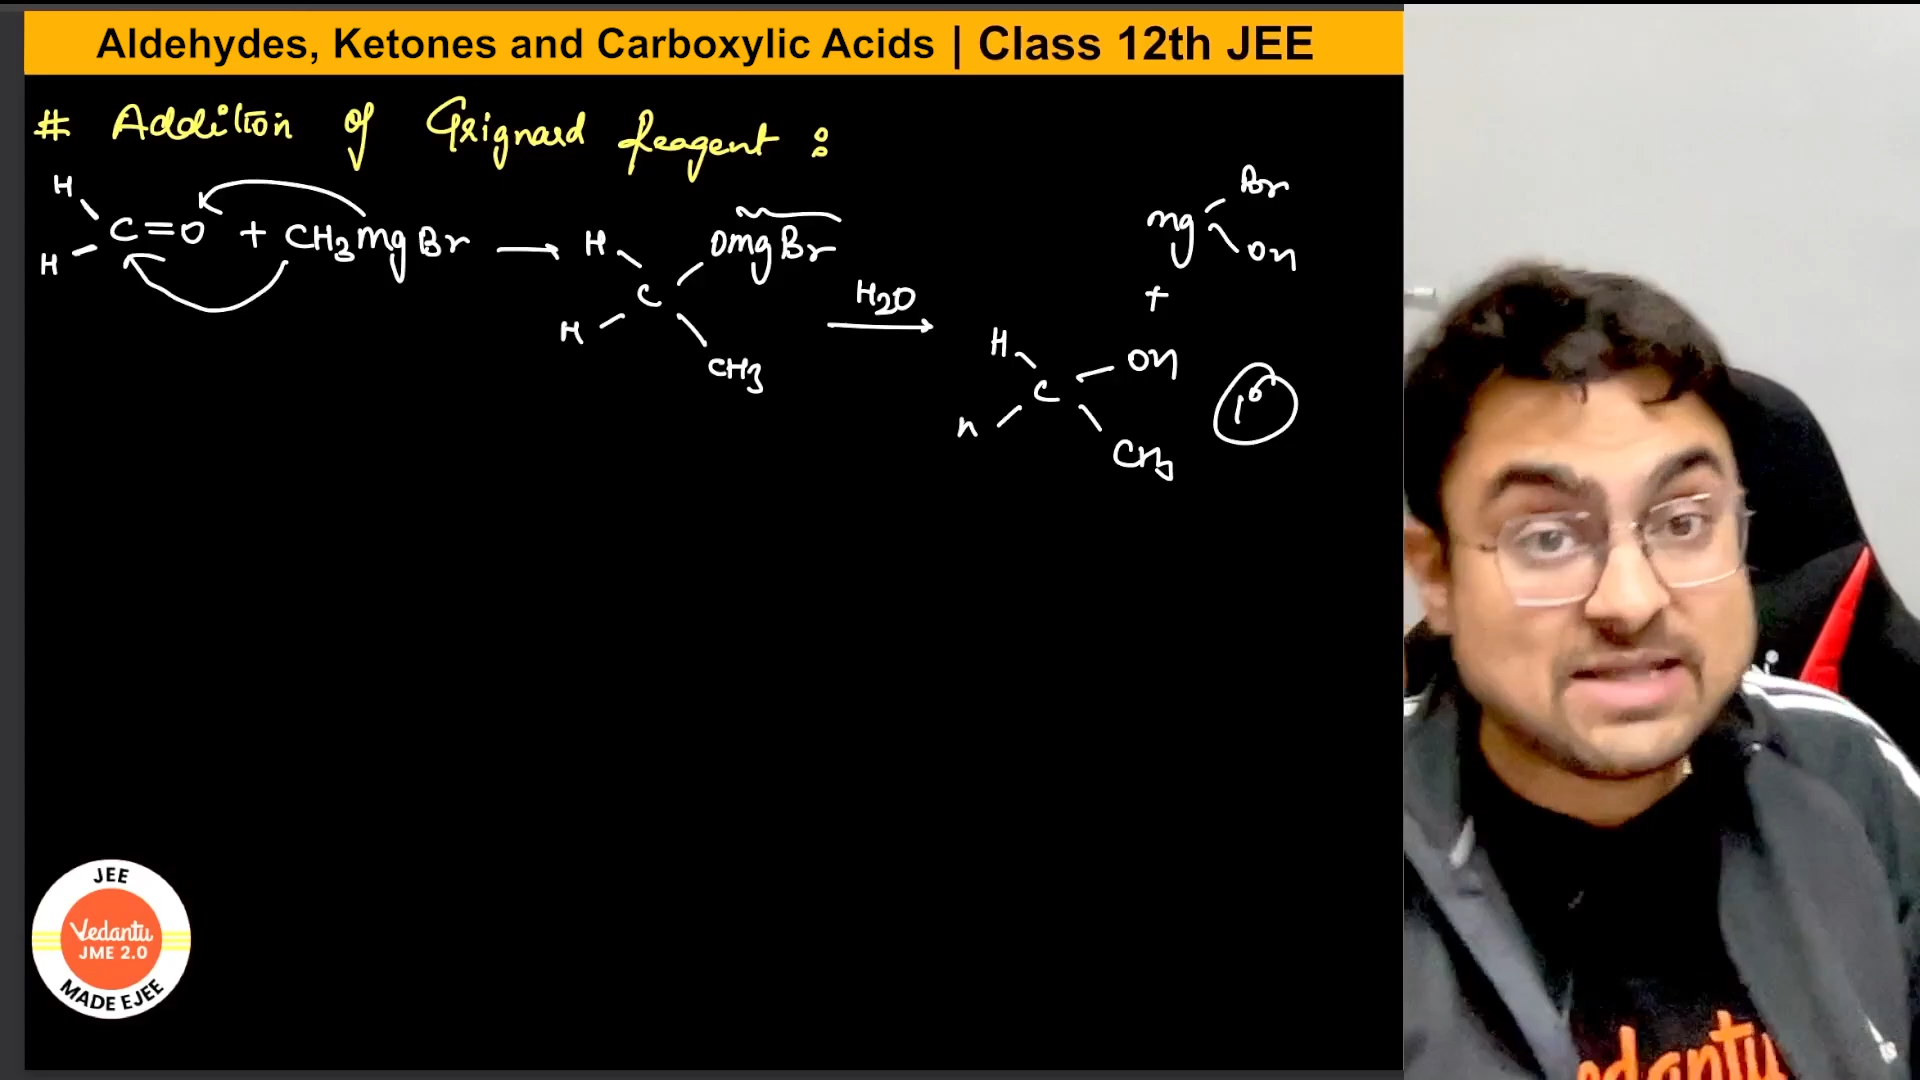 Aldehydes, Ketones and Carboxylic Acids | Class 12th JEE
# Addition of Grignard Reagent :
H
H
C=O + CH3MgBr → H
OMgBr
C
H
CH3
H2O
Mg
Br
OH
+
H
OH
C
H
CH3
1°
JEE
Vedantu
JME 2.0
MADE EJEE
vedantu